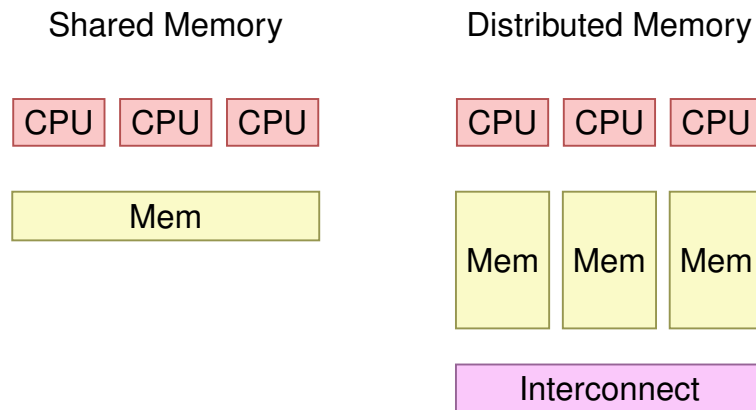 Shared Memory
CPU CPU CPU
Mem
Distributed Memory
CPU CPU CPU
Mem Mem Mem
Interconnect